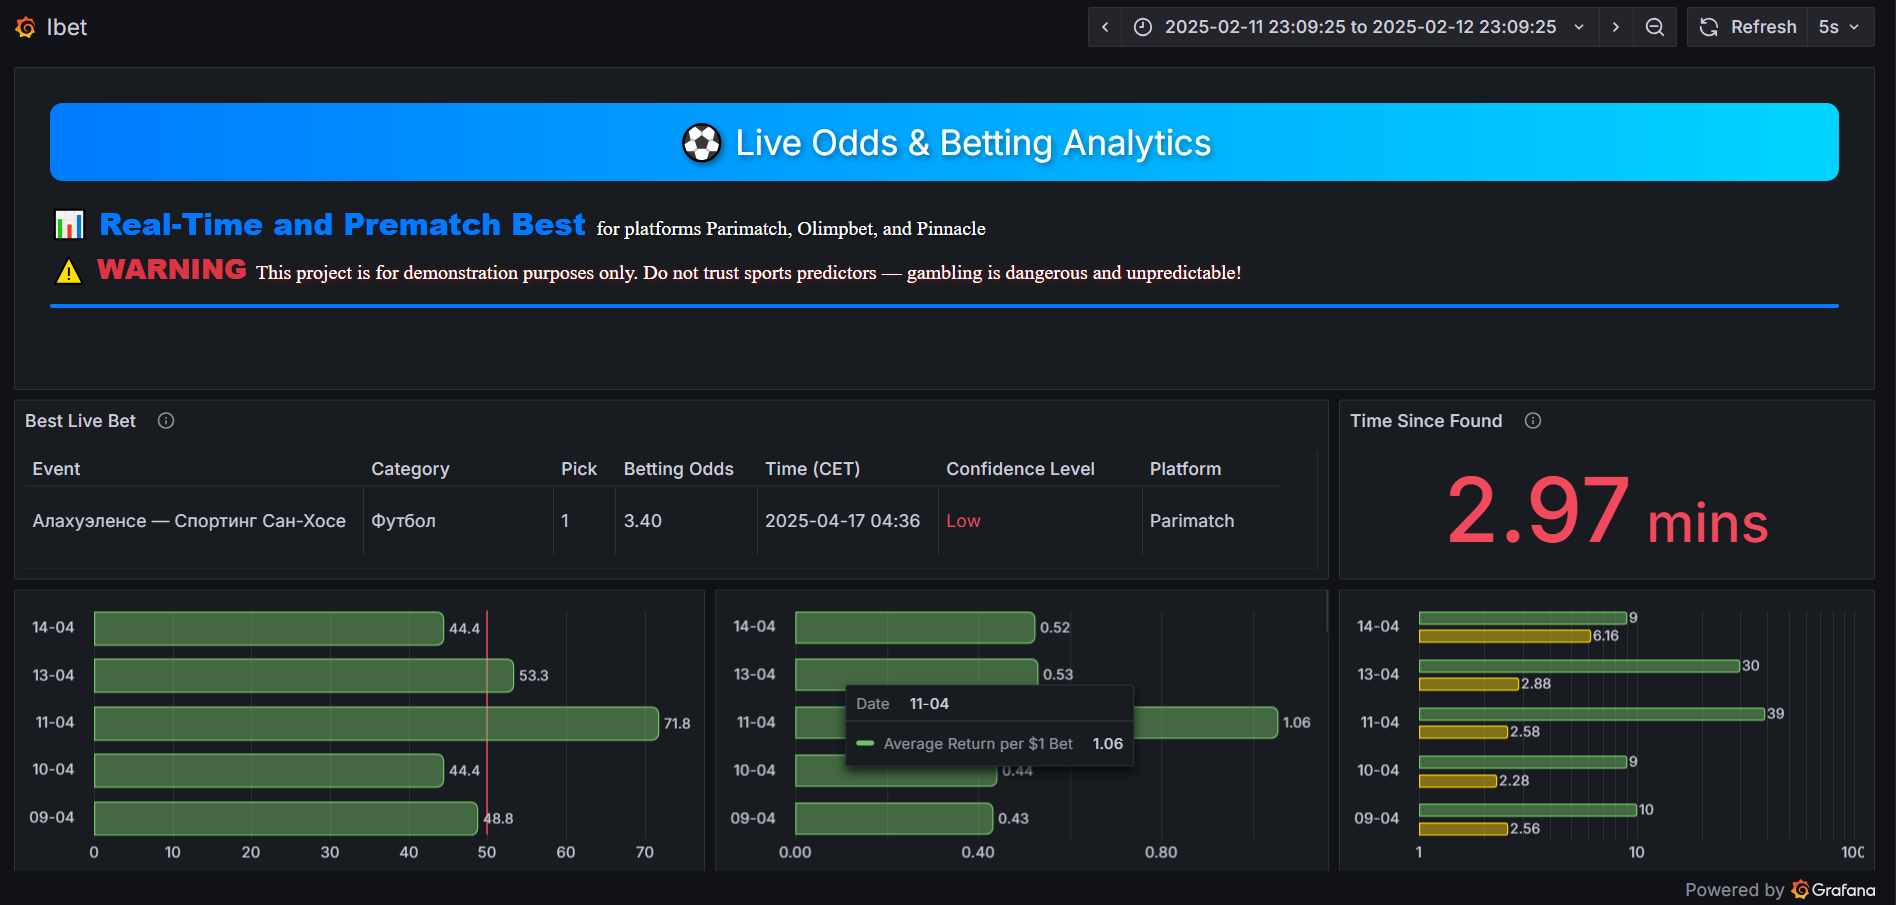 Ibet
2025-02-11 23:09:25 to 2025-02-12 23:09:25
Refresh 5s
Live Odds & Betting Analytics
Real-Time and Prematch Best for platforms Parimatch, Olimpbet, and Pinnacle
WARNING This project is for demonstration purposes only. Do not trust sports predictors — gambling is dangerous and unpredictable!
Best Live Bet
Event Category Pick Betting Odds Time (CET) Confidence Level Platform
Алахуэленсе — Спортинг Сан-Хосе Футбол 1 3.40 2025-04-17 04:36 Low Parimatch
Time Since Found
2.97 mins
14-04 44.4
13-04 53.3
11-04 71.8
10-04 44.4
09-04 48.8
0 10 20 30 40 50 60 70
14-04 0.52
13-04 0.53
11-04 1.06
10-04 0.44
09-04 0.43
0.00 0.40 0.80
Date 11-04
Average Return per $1 Bet 1.06
14-04 9
6.16
13-04 30
2.88
11-04 39
2.58
10-04 9
2.28
09-04 10
2.56
1 10 100
Powered by Grafana